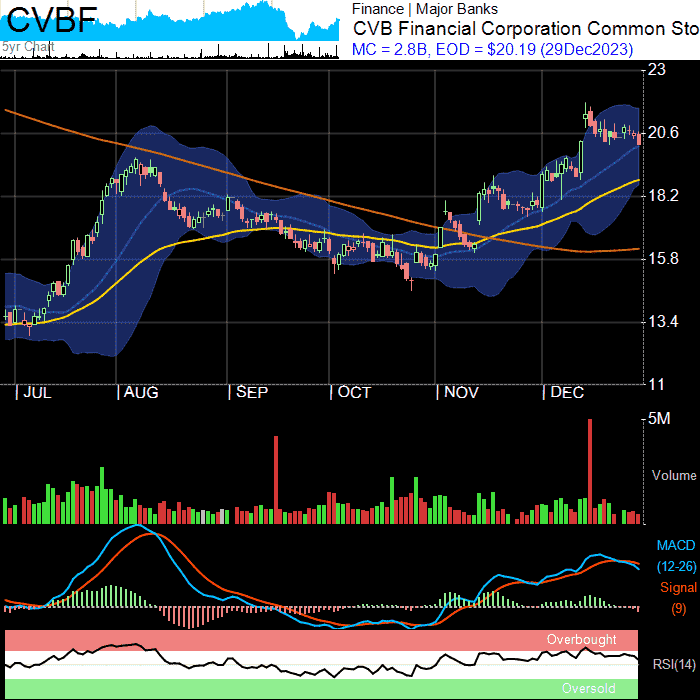 CVBF
5yr Chart
Finance | Major Banks
CVB Financial Corporation Common Sto
MC = 2.8B, EOD = $20.19 (29Dec2023)
23
20.6
18.2
15.8
13.4
11
| JUL | AUG | SEP | OCT | NOV | DEC
5M
Volume
MACD
(12-26)
Signal
(9)
Overbought
RSI(14)
Oversold